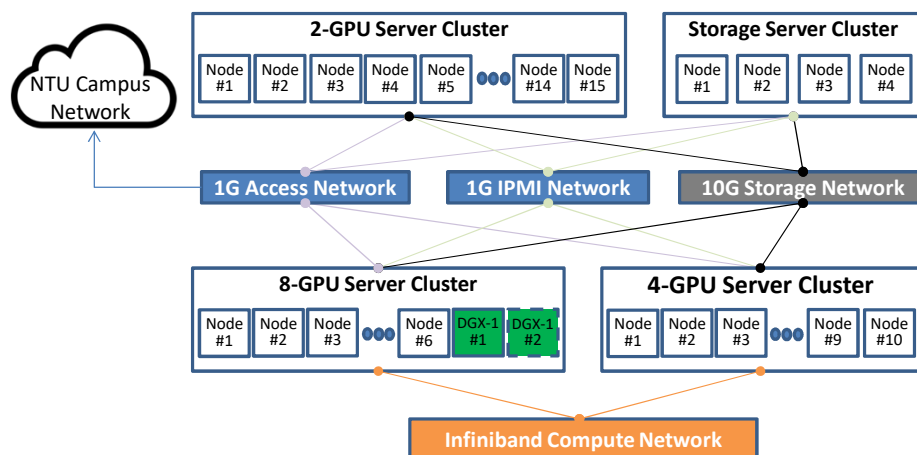 2-GPU Server Cluster
Node #1
Node #2
Node #3
Node #4
Node #5
Node #14
Node #15
Storage Server Cluster
Node #1
Node #2
Node #3
Node #4
NTU Campus
Network
1G Access Network
1G IPMI Network
10G Storage Network
8-GPU Server Cluster
Node #1
Node #2
Node #3
Node #6
DGX-1 #1
DGX-1 #2
4-GPU Server Cluster
Node #1
Node #2
Node #3
Node #9
Node #10
Infiniband Compute Network